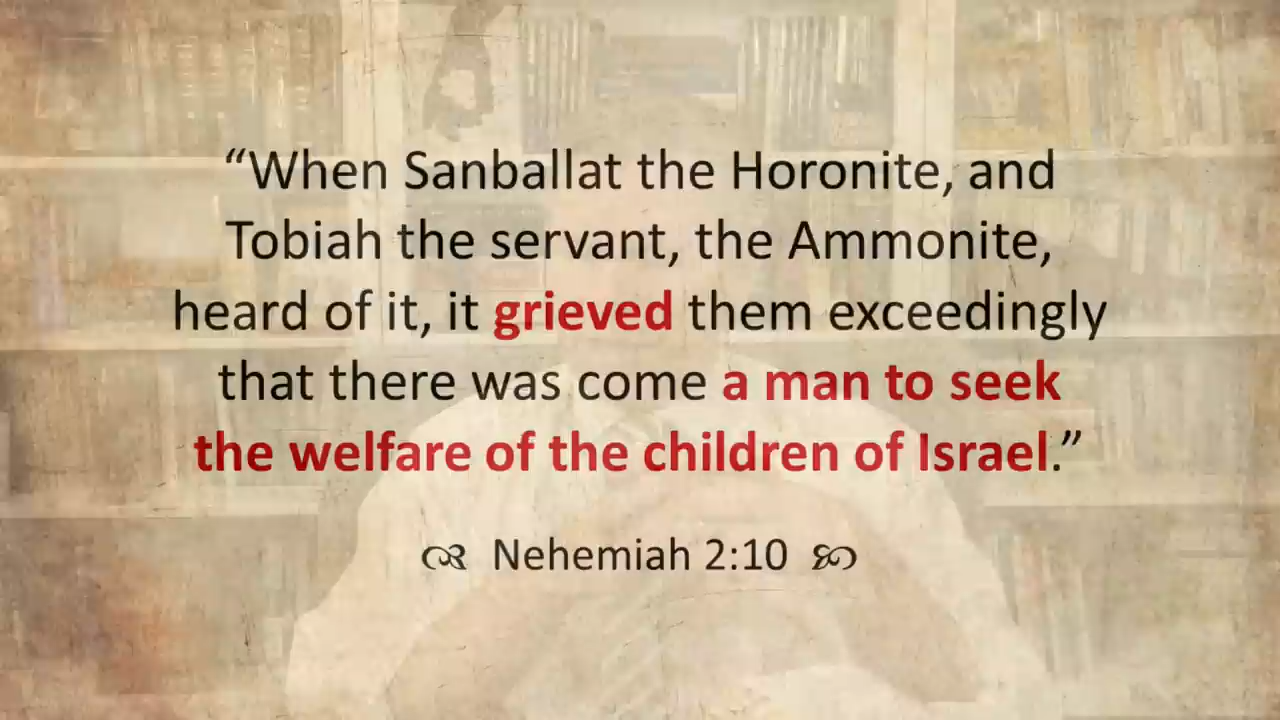 “When Sanballat the Horonite, and
Tobiah the servant, the Ammonite,
heard of it, it grieved them exceedingly
that there was come a man to seek
the welfare of the children of Israel.”
Nehemiah 2:10